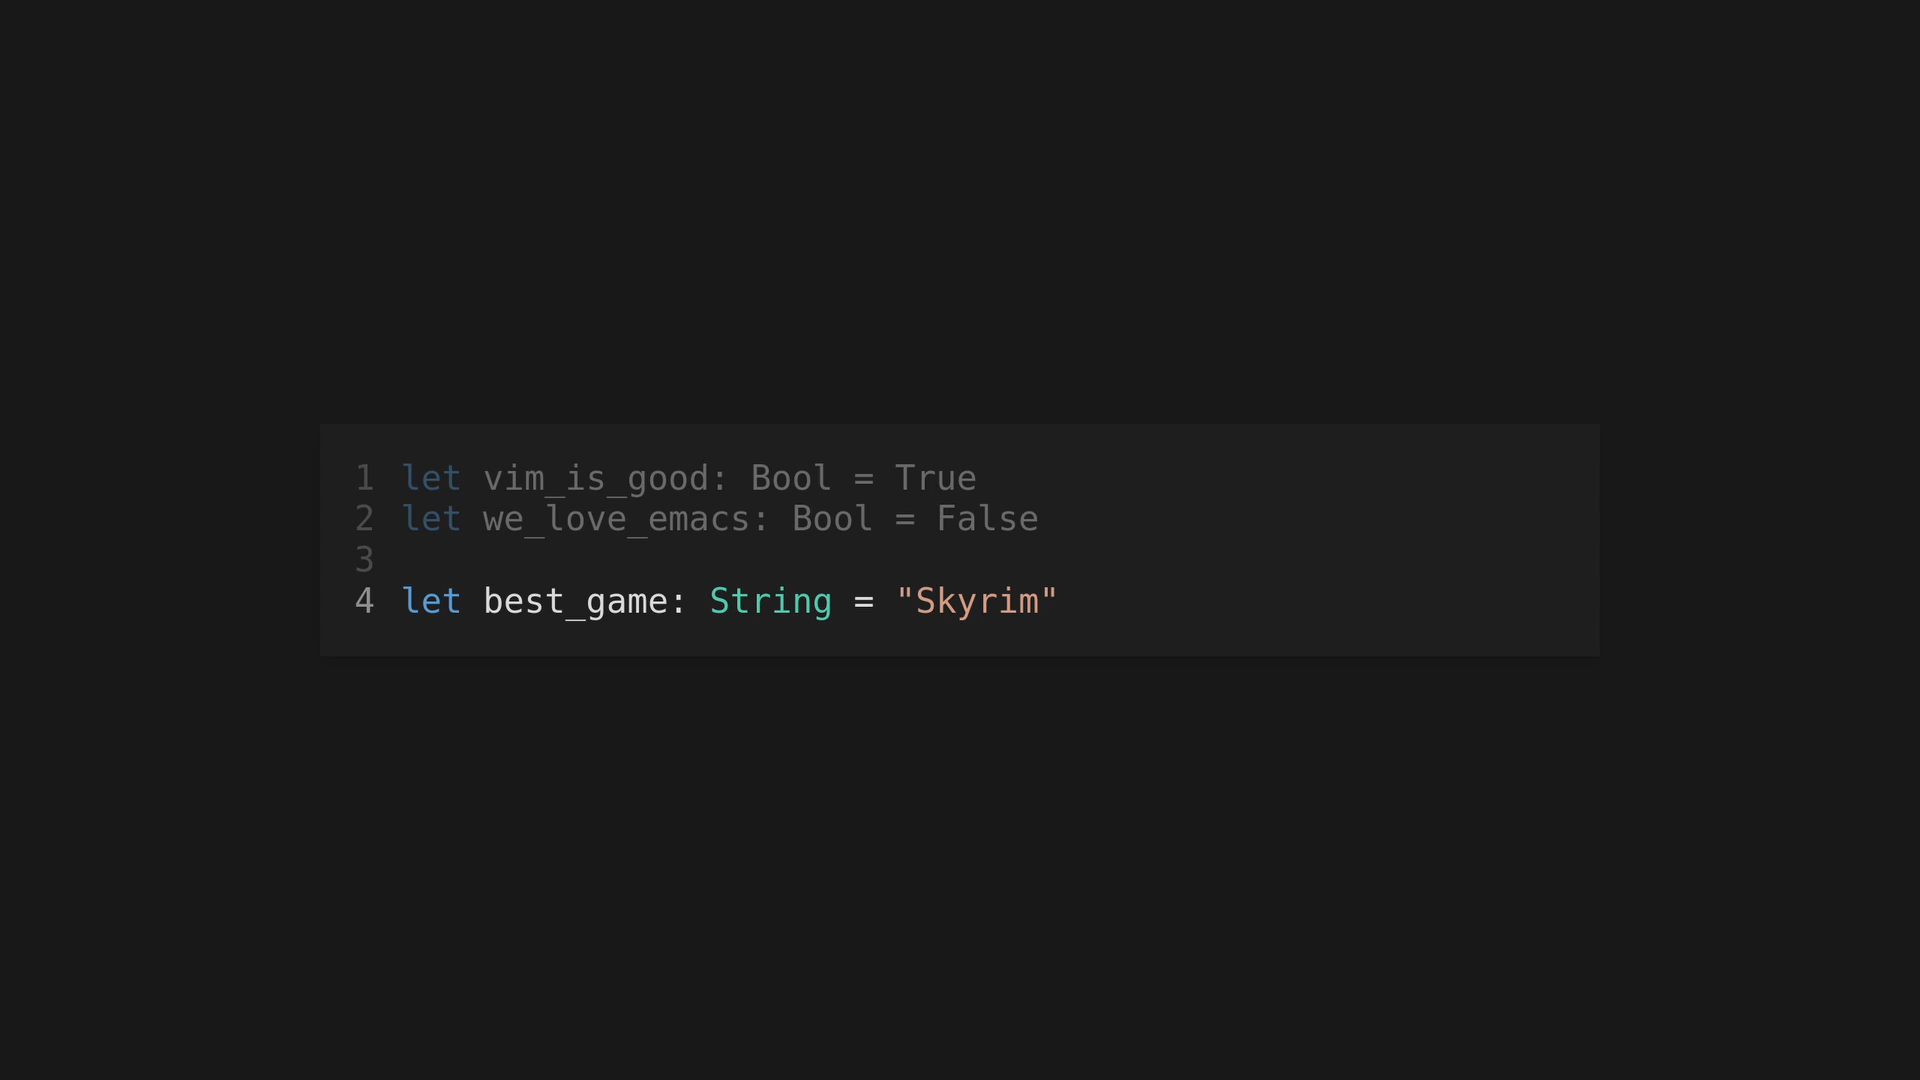 1 let vim_is_good: Bool = True
2 let we_love_emacs: Bool = False
3
4 let best_game: String = "Skyrim"